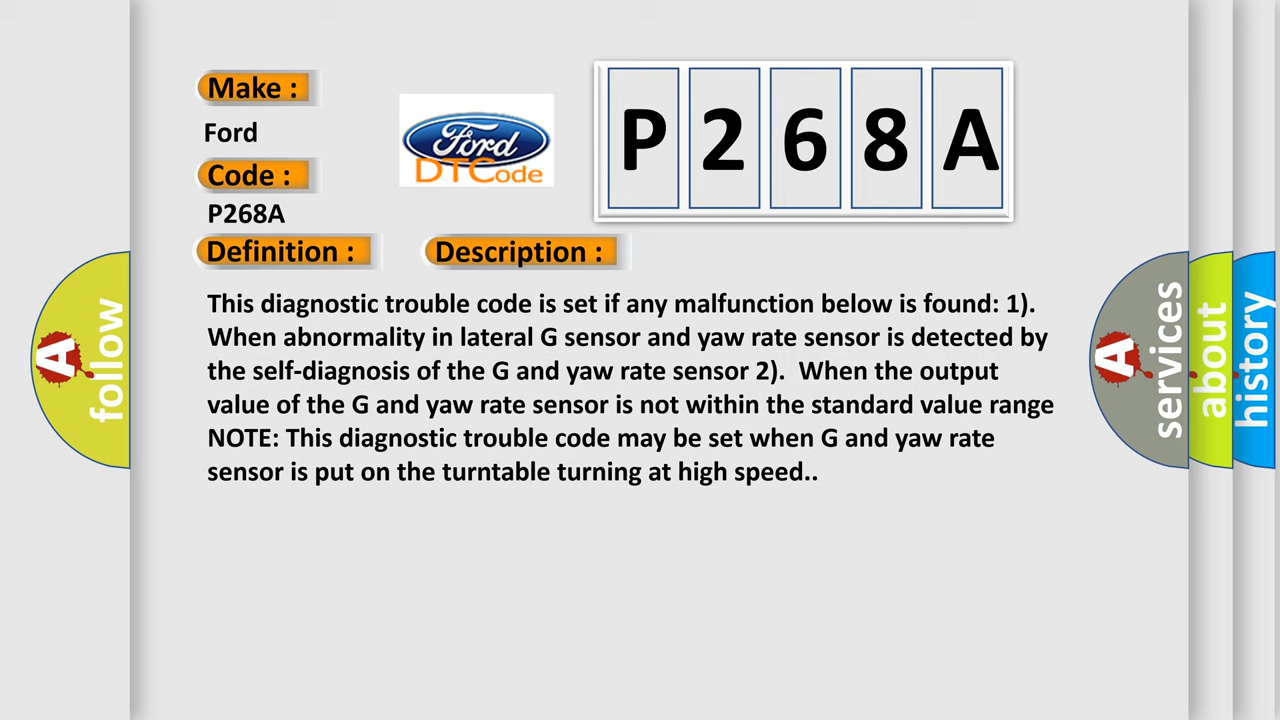 Make :
Ford
Code :
P268A
Ford
DTCode
P268A
Definition :
Description :
This diagnostic trouble code is set if any malfunction below is found: 1).
When abnormality in lateral G sensor and yaw rate sensor is detected by
the self-diagnosis of the G and yaw rate sensor 2).  When the output
value of the G and yaw rate sensor is not within the standard value range
NOTE: This diagnostic trouble code may be set when G and yaw rate
sensor is put on the turntable turning at high speed..
A follow
A services
about
history